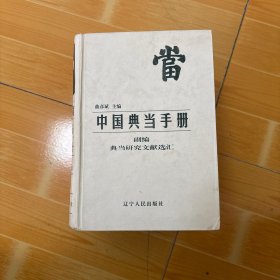 當
曲彦斌 主编
中国典当手册
副编
典当研究文献选汇
辽宁人民出版社